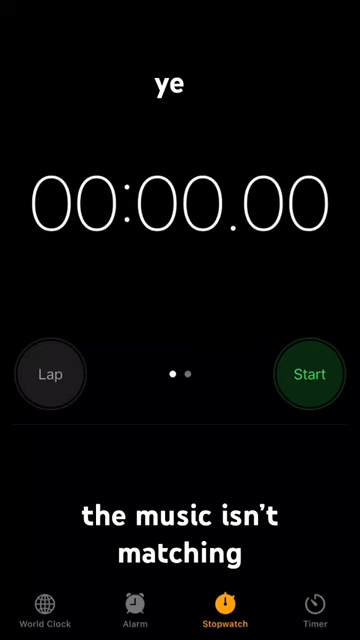 ye
00:00.00
Lap
Start
the music isn't
matching
World Clock
Alarm
Stopwatch
Timer